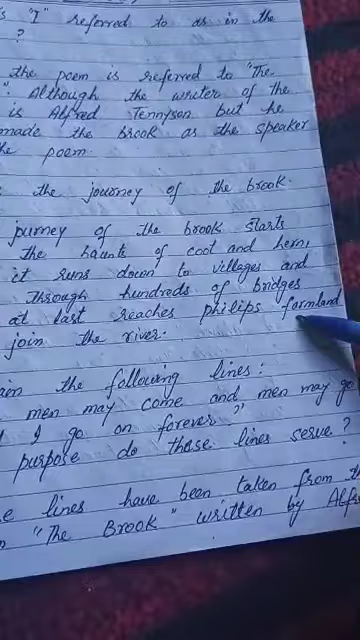 "I" referred to as in the
?
the poem is referred to "The
". Although the writer of the
is Alfred Tennyson but he
made the brook as the speaker
he poem.
the journey of the brook.
journey of the brook starts
the haunts of coot and hern,
it runs down to villages and
Through hundreds of bridges
at last reaches philips farmland
join the river.
the following lines:
men may come and men may go
I go on forever."
purpose do these lines serve?
e lines have been taken from th
"The Brook" written by Alfre